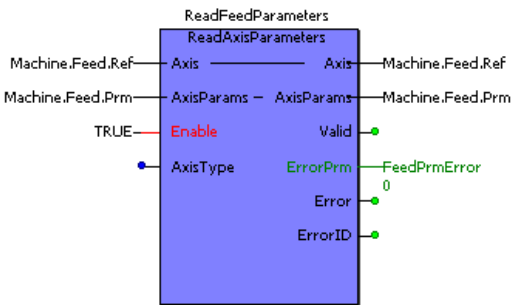 ReadFeedParameters
ReadAxisParameters
Machine.Feed.Ref Axis Axis Machine.Feed.Ref
Machine.Feed.Prm AxisParams AxisParams Machine.Feed.Prm
TRUE Enable Valid
AxisType ErrorPrm FeedPrmError
0
Error
ErrorID